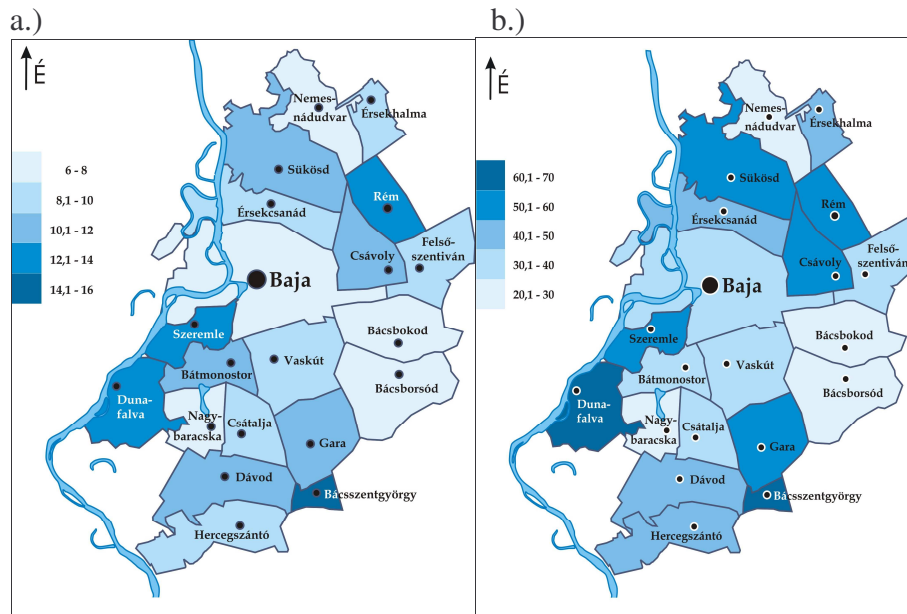 a.)
É
Nemes-
nádudvar
Érsekhalma
6 - 8
8,1 - 10
10,1 - 12
12,1 - 14
14,1 - 16
Sükösd
Rém
Érsekcsanád
Csávoly
Felső-
szentiván
Baja
Szeremle
Bácsbokod
Vaskút
Bátmonostor
Bácsborsód
Duna-
falva
Nagy-
baracska
Csátalja
Gara
Dávod
Bácsszentgyörgy
Hercegszántó
b.)
É
Nemes-
nádudvar
Érsekhalma
60,1 - 70
50,1 - 60
40,1 - 50
30,1 - 40
20,1 - 30
Sükösd
Rém
Érsekcsanád
Csávoly
Felső-
szentiván
Baja
Szeremle
Bácsbokod
Vaskút
Bátmonostor
Bácsborsód
Duna-
falva
Nagy-
baracska
Csátalja
Gara
Dávod
Bácsszentgyörgy
Hercegszántó